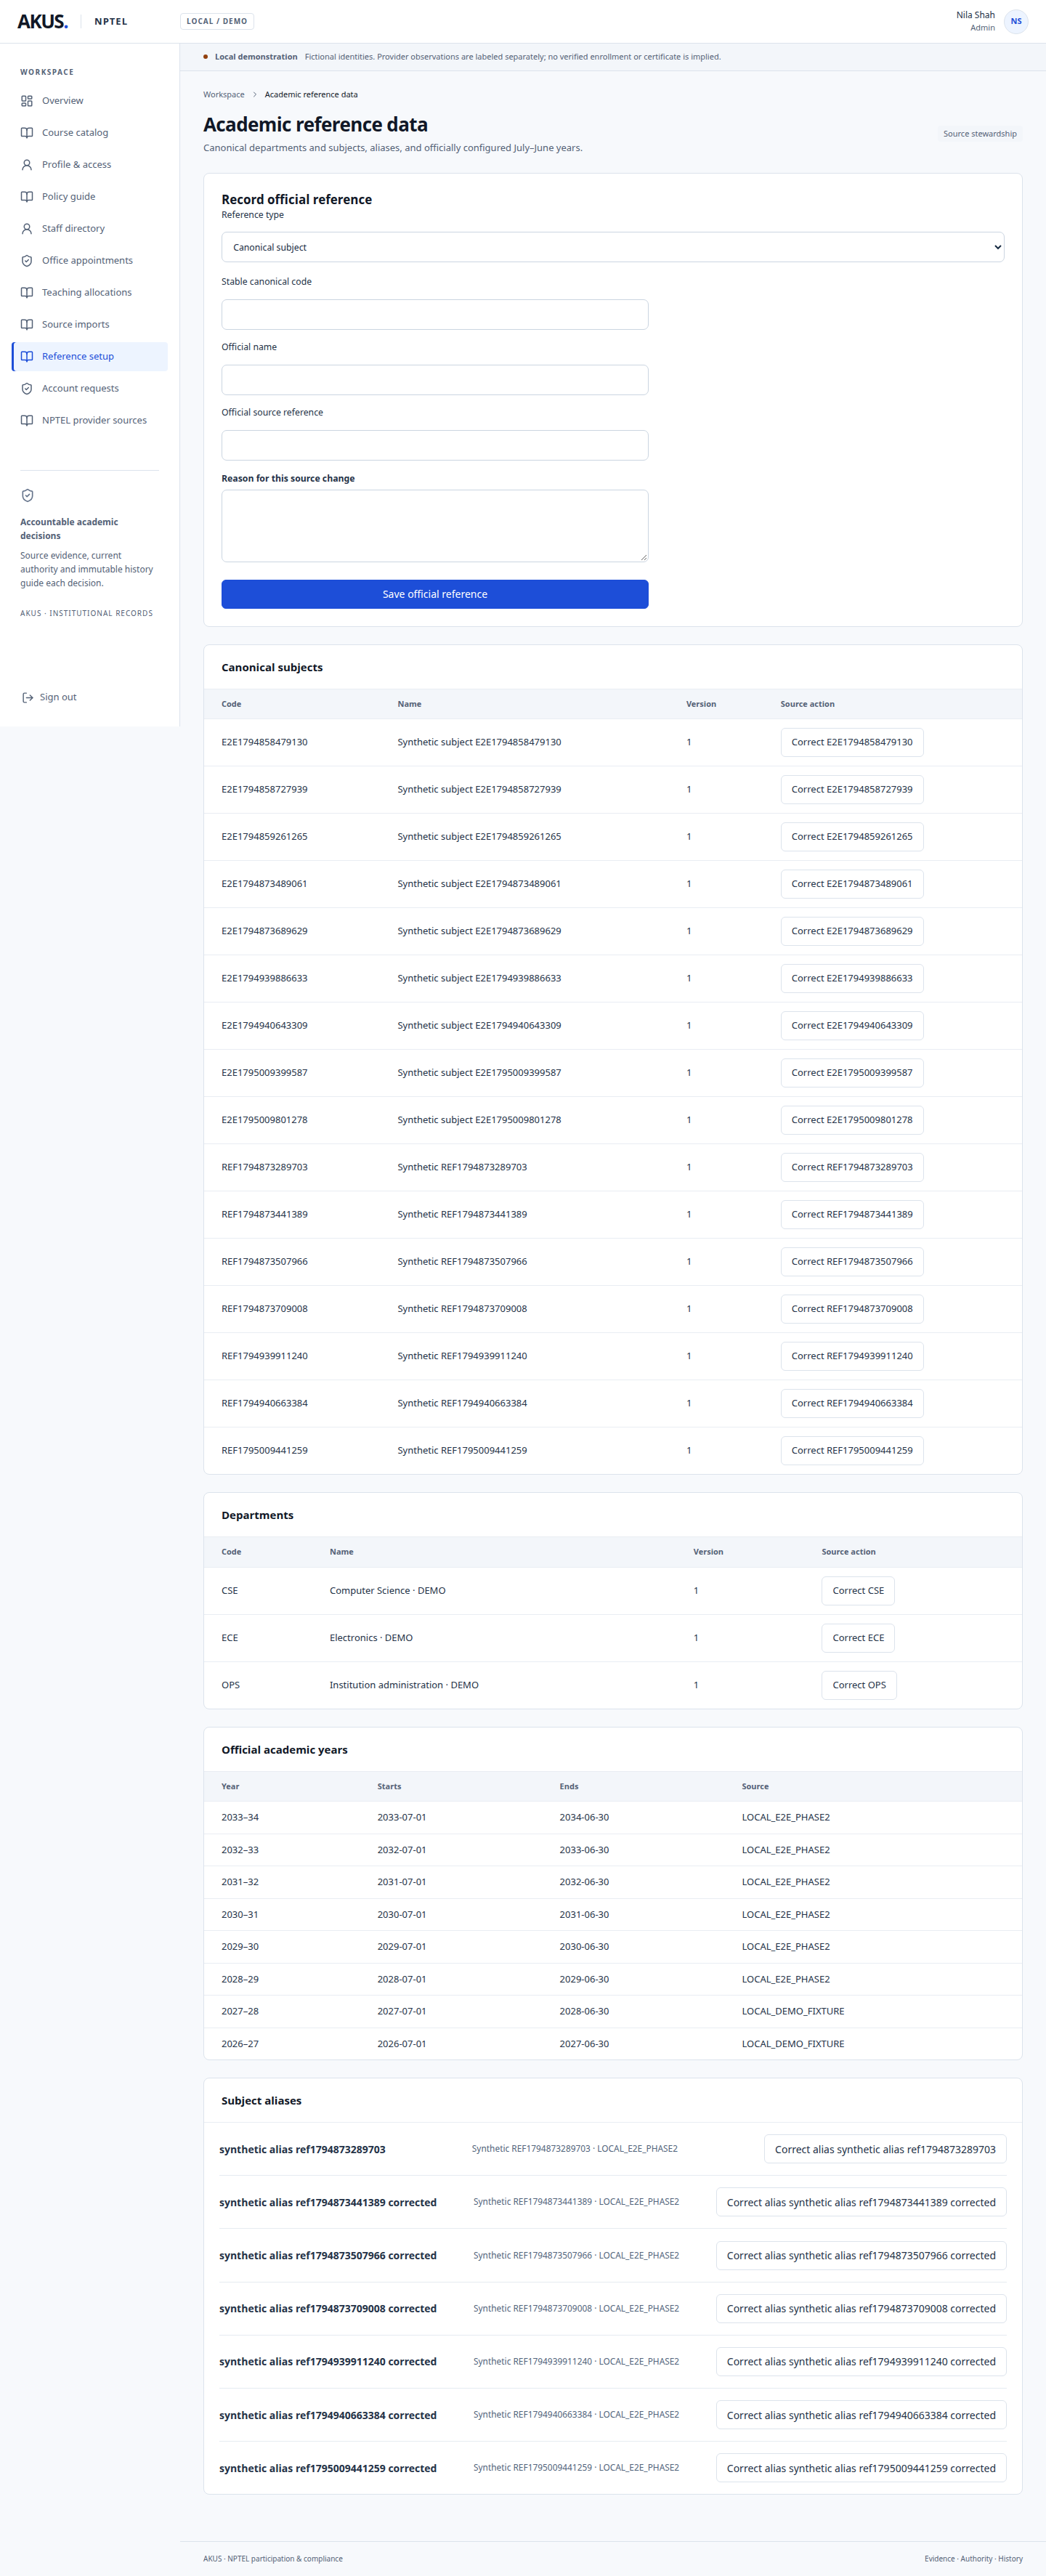 AKUS. NPTEL LOCAL / DEMO Nila Shah
Admin NS
Local demonstration Fictional identities. Provider observations are labeled separately; no verified enrollment or certificate is implied.
WORKSPACE
Overview
Course catalog
Profile & access
Policy guide
Staff directory
Office appointments
Teaching allocations
Source imports
Reference setup
Account requests
NPTEL provider sources
Accountable academic
decisions
Source evidence, current
authority and immutable history
guide each decision.
AKUS · INSTITUTIONAL RECORDS
Sign out
Workspace > Academic reference data
Academic reference data
Canonical departments and subjects, aliases, and officially configured July–June years.
Source stewardship
Record official reference
Reference type
Canonical subject
Stable canonical code
Official name
Official source reference
Reason for this source change
Save official reference
Canonical subjects
Code Name Version Source action
E2E1794858479130 Synthetic subject E2E1794858479130 1 Correct E2E1794858479130
E2E1794858727939 Synthetic subject E2E1794858727939 1 Correct E2E1794858727939
E2E1794859261265 Synthetic subject E2E1794859261265 1 Correct E2E1794859261265
E2E1794873489061 Synthetic subject E2E1794873489061 1 Correct E2E1794873489061
E2E1794873689629 Synthetic subject E2E1794873689629 1 Correct E2E1794873689629
E2E1794939886633 Synthetic subject E2E1794939886633 1 Correct E2E1794939886633
E2E1794940643309 Synthetic subject E2E1794940643309 1 Correct E2E1794940643309
E2E1795009399587 Synthetic subject E2E1795009399587 1 Correct E2E1795009399587
E2E1795009801278 Synthetic subject E2E1795009801278 1 Correct E2E1795009801278
REF1794873289703 Synthetic REF1794873289703 1 Correct REF1794873289703
REF1794873441389 Synthetic REF1794873441389 1 Correct REF1794873441389
REF1794873507966 Synthetic REF1794873507966 1 Correct REF1794873507966
REF1794873709008 Synthetic REF1794873709008 1 Correct REF1794873709008
REF1794939911240 Synthetic REF1794939911240 1 Correct REF1794939911240
REF1794940663384 Synthetic REF1794940663384 1 Correct REF1794940663384
REF1795009441259 Synthetic REF1795009441259 1 Correct REF1795009441259
Departments
Code Name Version Source action
CSE Computer Science · DEMO 1 Correct CSE
ECE Electronics · DEMO 1 Correct ECE
OPS Institution administration · DEMO 1 Correct OPS
Official academic years
Year Starts Ends Source
2033–34 2033-07-01 2034-06-30 LOCAL_E2E_PHASE2
2032–33 2032-07-01 2033-06-30 LOCAL_E2E_PHASE2
2031–32 2031-07-01 2032-06-30 LOCAL_E2E_PHASE2
2030–31 2030-07-01 2031-06-30 LOCAL_E2E_PHASE2
2029–30 2029-07-01 2030-06-30 LOCAL_E2E_PHASE2
2028–29 2028-07-01 2029-06-30 LOCAL_E2E_PHASE2
2027–28 2027-07-01 2028-06-30 LOCAL_DEMO_FIXTURE
2026–27 2026-07-01 2027-06-30 LOCAL_DEMO_FIXTURE
Subject aliases
synthetic alias ref1794873289703 Synthetic REF1794873289703 · LOCAL_E2E_PHASE2 Correct alias synthetic alias ref1794873289703
synthetic alias ref1794873441389 corrected Synthetic REF1794873441389 · LOCAL_E2E_PHASE2 Correct alias synthetic alias ref1794873441389 corrected
synthetic alias ref1794873507966 corrected Synthetic REF1794873507966 · LOCAL_E2E_PHASE2 Correct alias synthetic alias ref1794873507966 corrected
synthetic alias ref1794873709008 corrected Synthetic REF1794873709008 · LOCAL_E2E_PHASE2 Correct alias synthetic alias ref1794873709008 corrected
synthetic alias ref1794939911240 corrected Synthetic REF1794939911240 · LOCAL_E2E_PHASE2 Correct alias synthetic alias ref1794939911240 corrected
synthetic alias ref1794940663384 corrected Synthetic REF1794940663384 · LOCAL_E2E_PHASE2 Correct alias synthetic alias ref1794940663384 corrected
synthetic alias ref1795009441259 corrected Synthetic REF1795009441259 · LOCAL_E2E_PHASE2 Correct alias synthetic alias ref1795009441259 corrected
AKUS · NPTEL participation & compliance Evidence · Authority · History